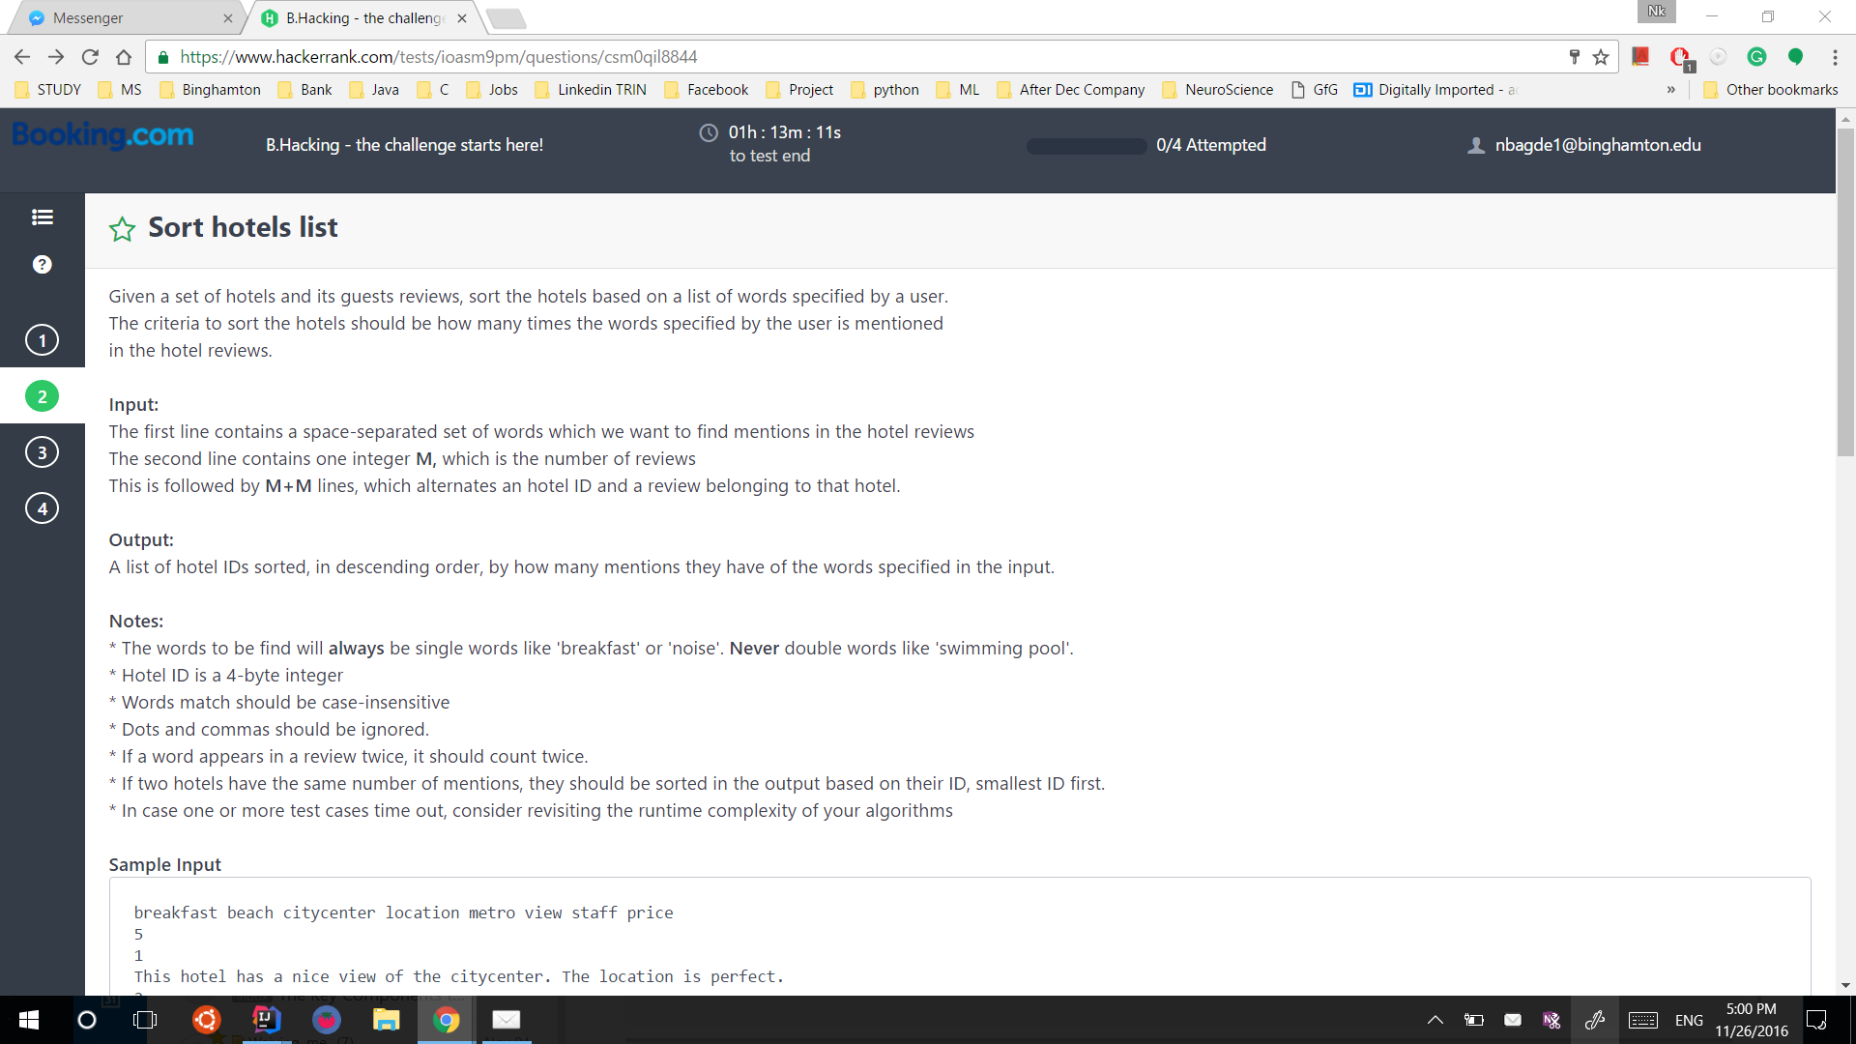 Messenger
B.Hacking - the challenge
Nk
https://www.hackerrank.com/tests/ioasm9pm/questions/csm0qil8844
1
STUDY MS Binghamton Bank Java C Jobs Linkedin TRIN Facebook Project python ML After Dec Company NeuroScience GfG DI Digitally Imported - » Other bookmarks
Booking.com
B.Hacking - the challenge starts here!
01h : 13m : 11s
to test end
0/4 Attempted
nbagde1@binghamton.edu
Sort hotels list
?
1
2
3
4
Given a set of hotels and its guests reviews, sort the hotels based on a list of words specified by a user.
The criteria to sort the hotels should be how many times the words specified by the user is mentioned
in the hotel reviews.
Input:
The first line contains a space-separated set of words which we want to find mentions in the hotel reviews
The second line contains one integer M, which is the number of reviews
This is followed by M+M lines, which alternates an hotel ID and a review belonging to that hotel.
Output:
A list of hotel IDs sorted, in descending order, by how many mentions they have of the words specified in the input.
Notes:
* The words to be find will always be single words like 'breakfast' or 'noise'. Never double words like 'swimming pool'.
* Hotel ID is a 4-byte integer
* Words match should be case-insensitive
* Dots and commas should be ignored.
* If a word appears in a review twice, it should count twice.
* If two hotels have the same number of mentions, they should be sorted in the output based on their ID, smallest ID first.
* In case one or more test cases time out, consider revisiting the runtime complexity of your algorithms
Sample Input
breakfast beach citycenter location metro view staff price
5
1
This hotel has a nice view of the citycenter. The location is perfect.
IJ
ENG
5:00 PM
11/26/2016